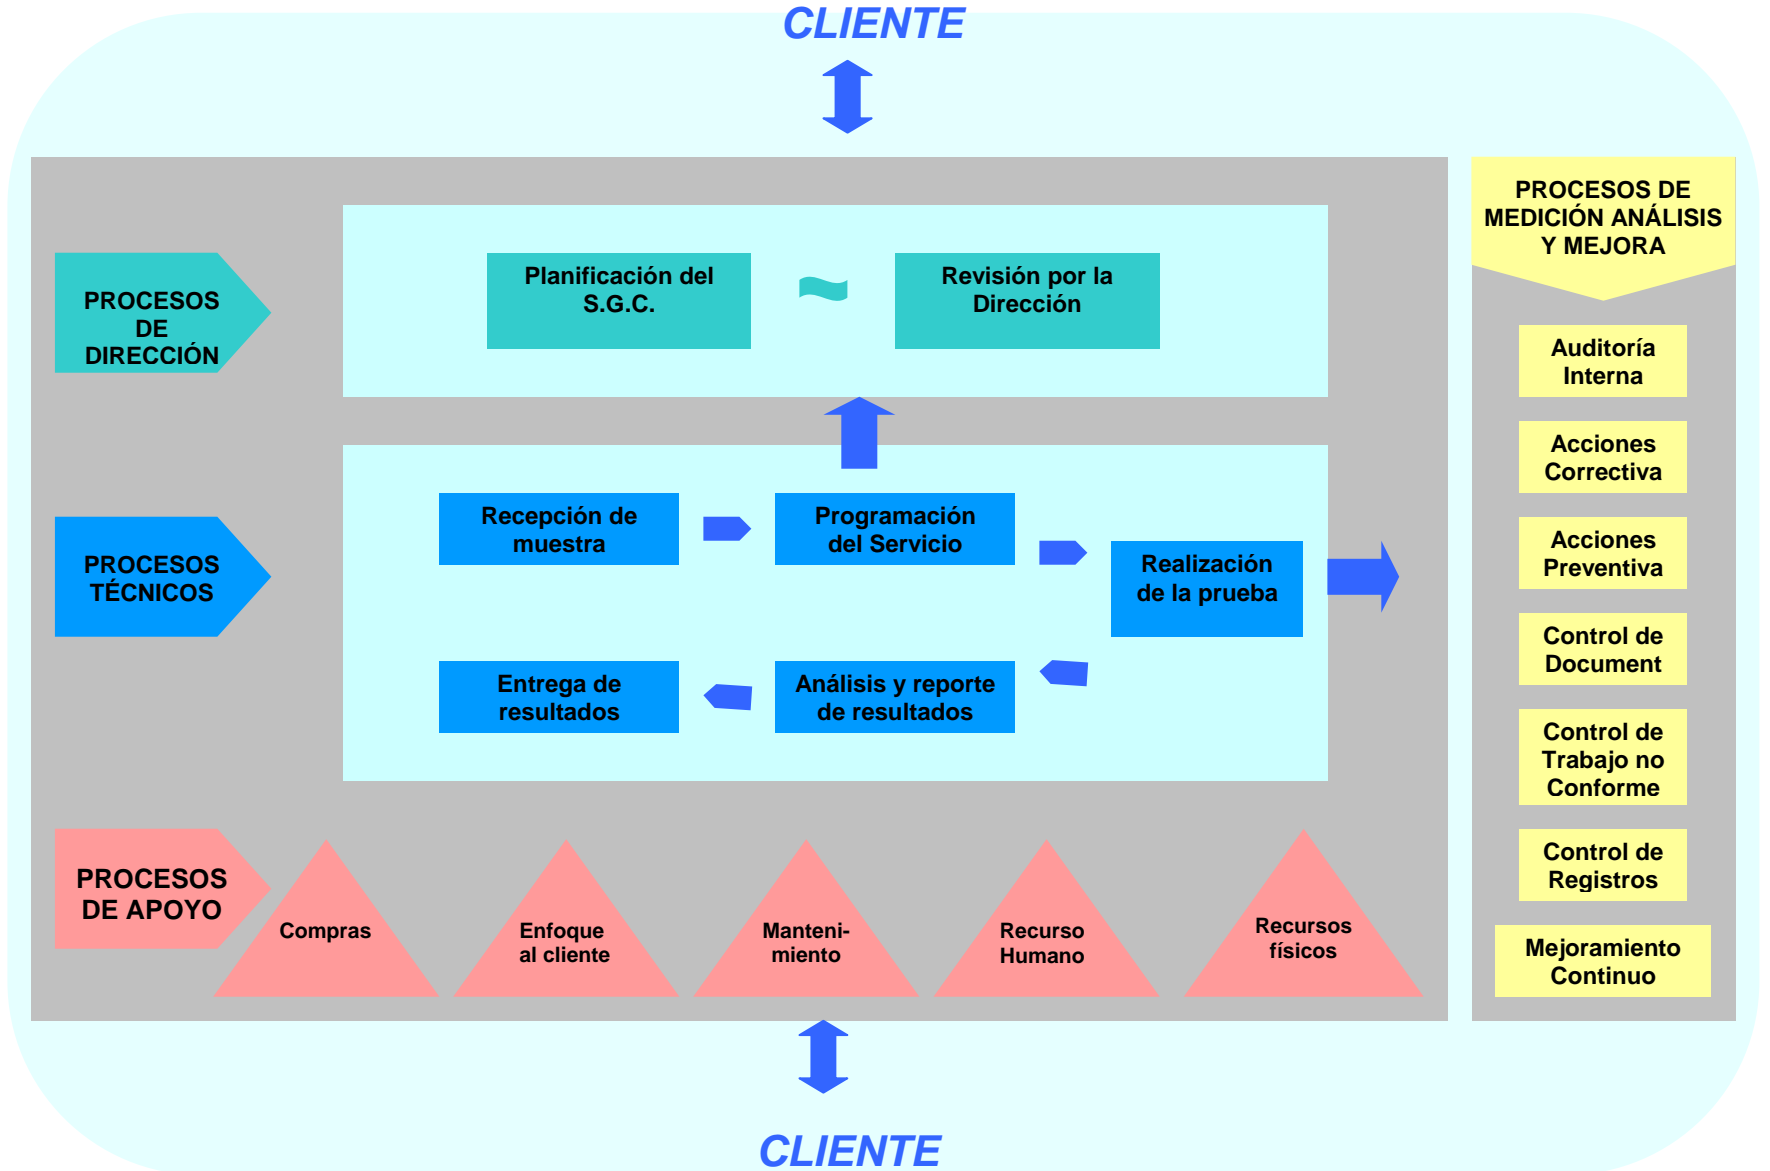 CLIENTE
PROCESOS DE
DIRECCIÓN
Planificación del
S.G.C.
~
Revisión por la
Dirección
PROCESOS
TÉCNICOS
Recepción de
muestra
Programación
del Servicio
Realización
de la prueba
Análisis y reporte
de resultados
Entrega de
resultados
PROCESOS
DE APOYO
Compras
Enfoque
al cliente
Manteni-
miento
Recurso
Humano
Recursos
físicos
PROCESOS DE
MEDICIÓN ANÁLISIS
Y MEJORA
Auditoría
Interna
Acciones
Correctiva
Acciones
Preventiva
Control de
Document
Control de
Trabajo no
Conforme
Control de
Registros
Mejoramiento
Continuo
CLIENTE